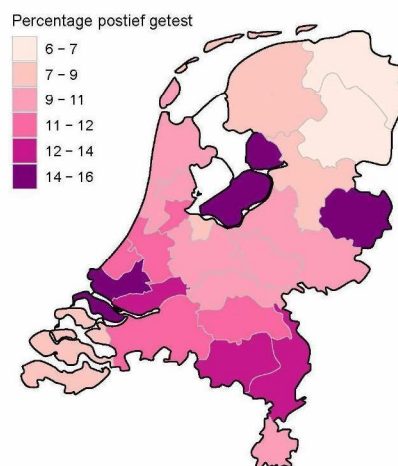 Percentage postief getest
6 – 7
7 – 9
9 – 11
11 – 12
12 – 14
14 – 16